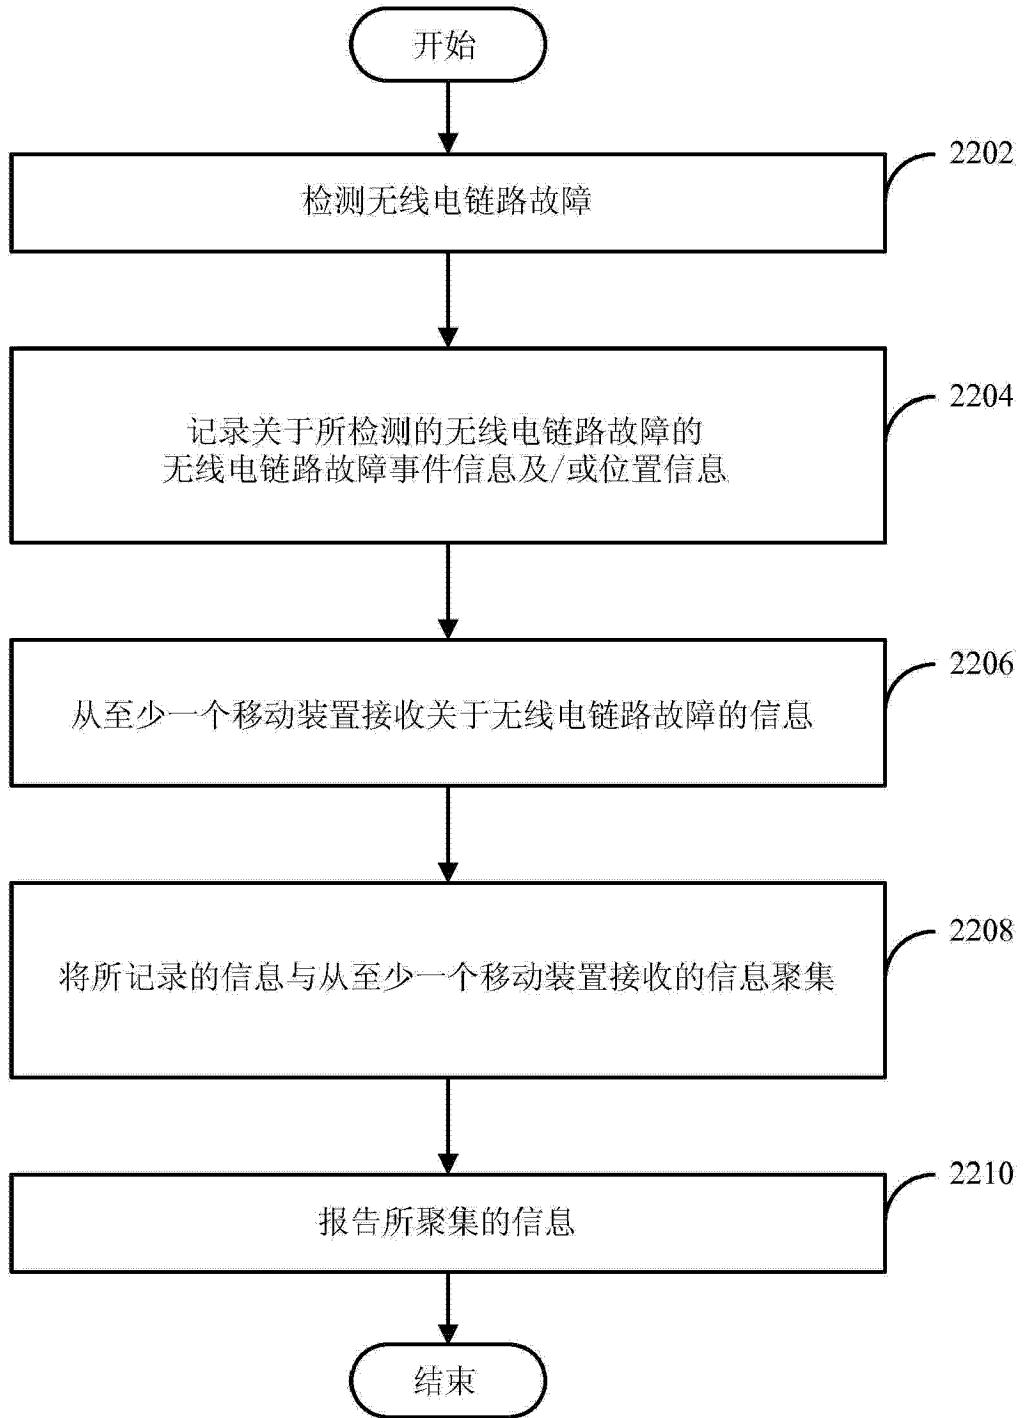 开始
2202
检测无线电链路故障
2204
记录关于所检测的无线电链路故障的
无线电链路故障事件信息及/或位置信息
2206
从至少一个移动装置接收关于无线电链路故障的信息
2208
将所记录的信息与从至少一个移动装置接收的信息聚集
2210
报告所聚集的信息
结束